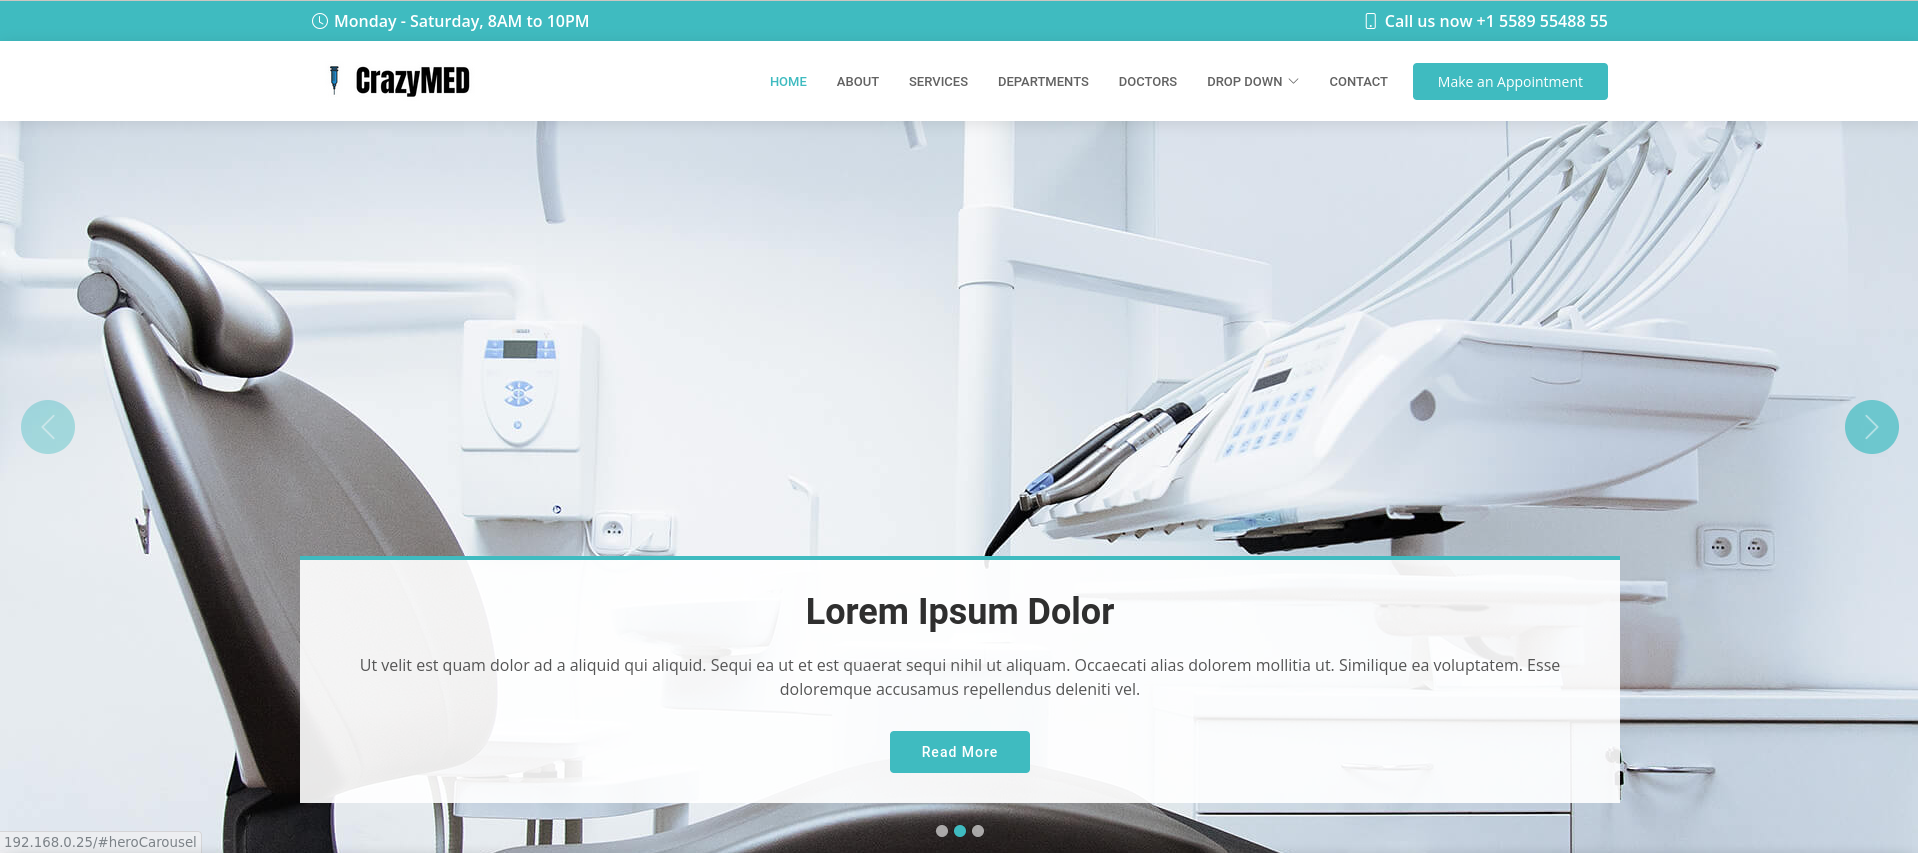 Monday - Saturday, 8AM to 10PM
Call us now +1 5589 55488 55
CrazyMED
HOME
ABOUT
SERVICES
DEPARTMENTS
DOCTORS
DROP DOWN
CONTACT
Make an Appointment
Lorem Ipsum Dolor
Ut velit est quam dolor ad a aliquid qui aliquid. Sequi ea ut et est quaerat sequi nihil ut aliquam. Occaecati alias dolorem mollitia ut. Similique ea voluptatem. Esse
doloremque accusamus repellendus deleniti vel.
Read More
192.168.0.25/#heroCarousel